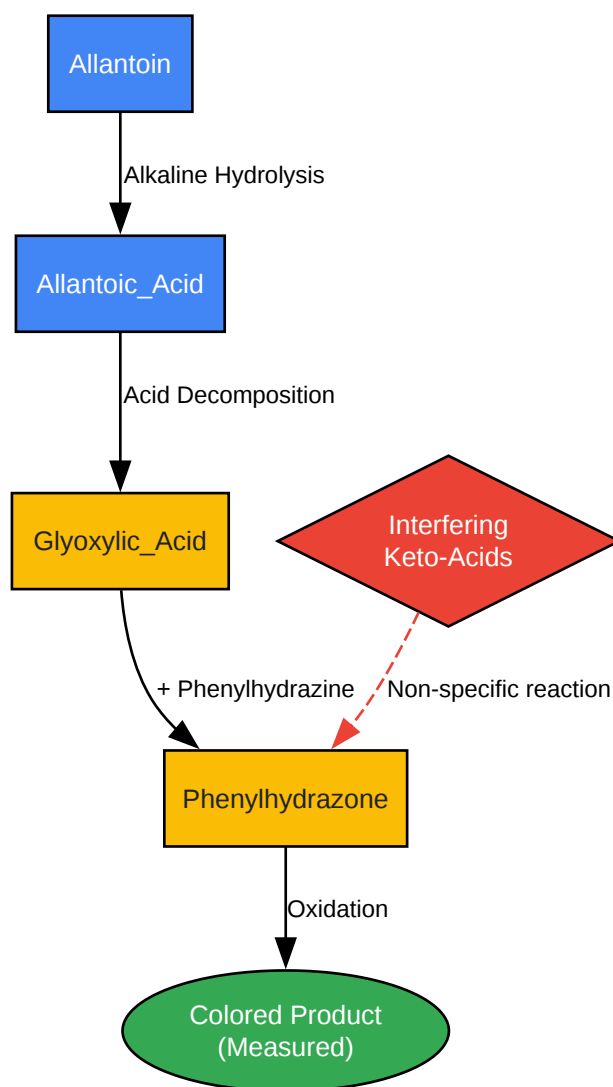 Allantoin
Alkaline Hydrolysis
Allantoic_Acid
Acid Decomposition
Glyoxylic_Acid
Interfering
Keto-Acids
+ Phenylhydrazine
Non-specific reaction
Phenylhydrazone
Oxidation
Colored Product
(Measured)